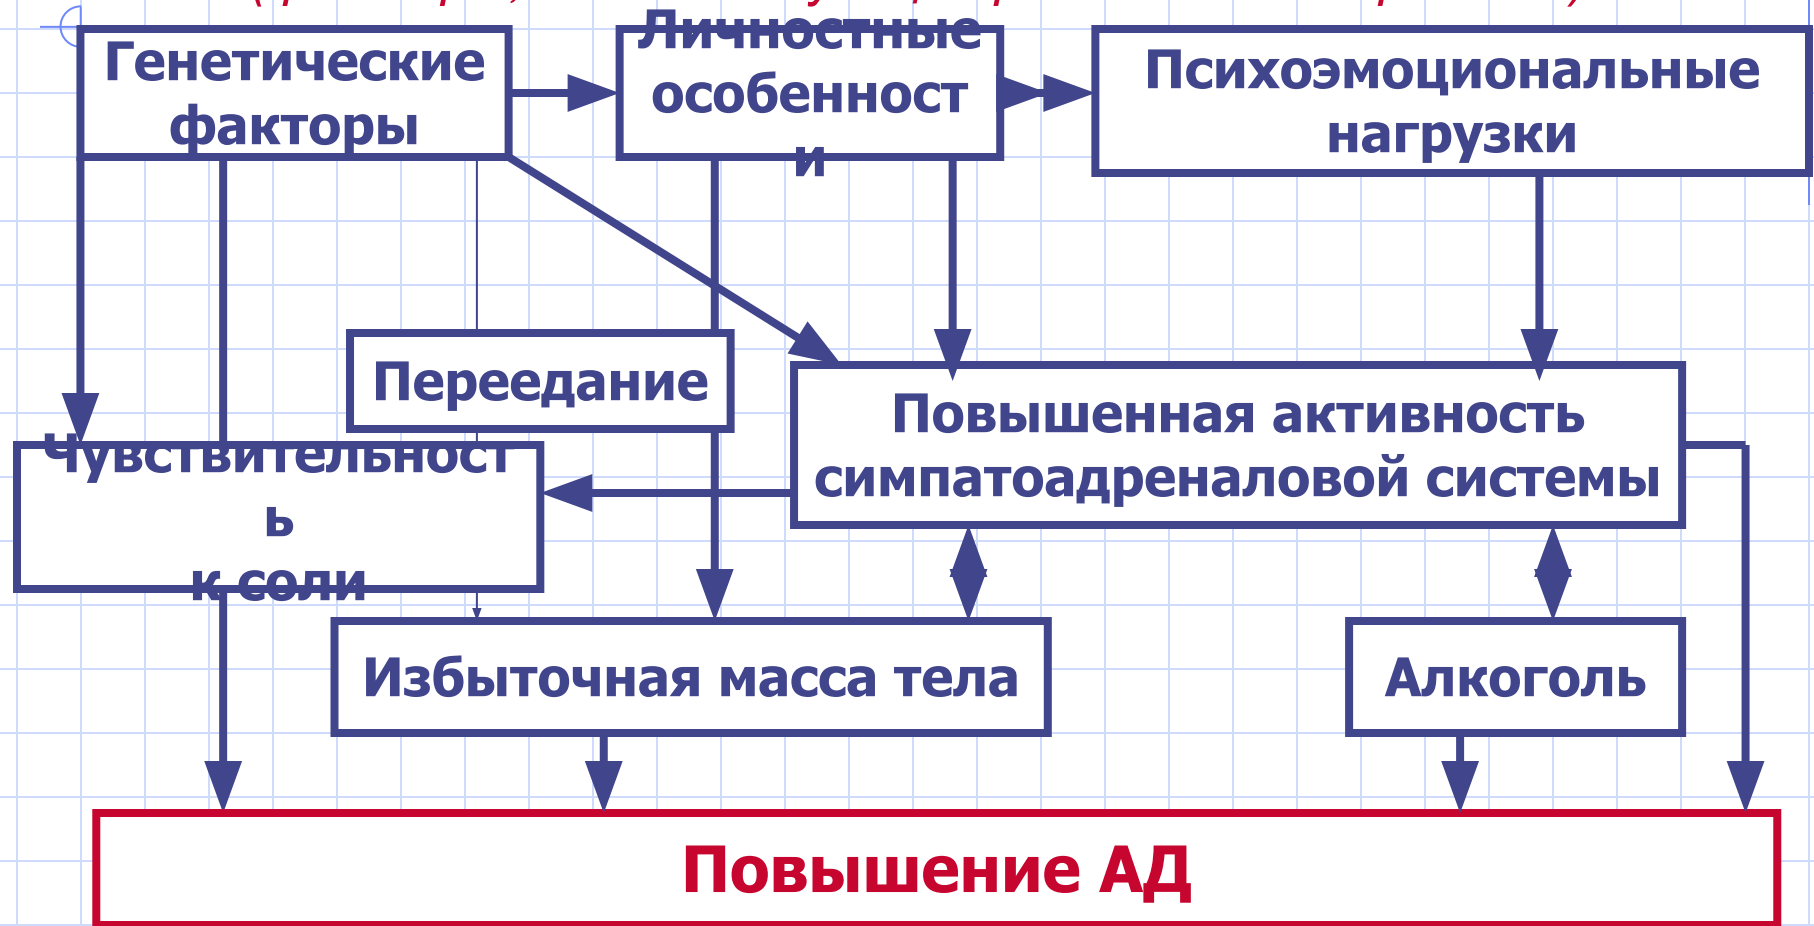 Генетические
факторы
Личностные
особенност
и
Психоэмоциональные
нагрузки
Переедание
Повышенная активность
симпатоадреналовой системы
Чувствительност
ь
к соли
Избыточная масса тела
Алкоголь
Повышение АД